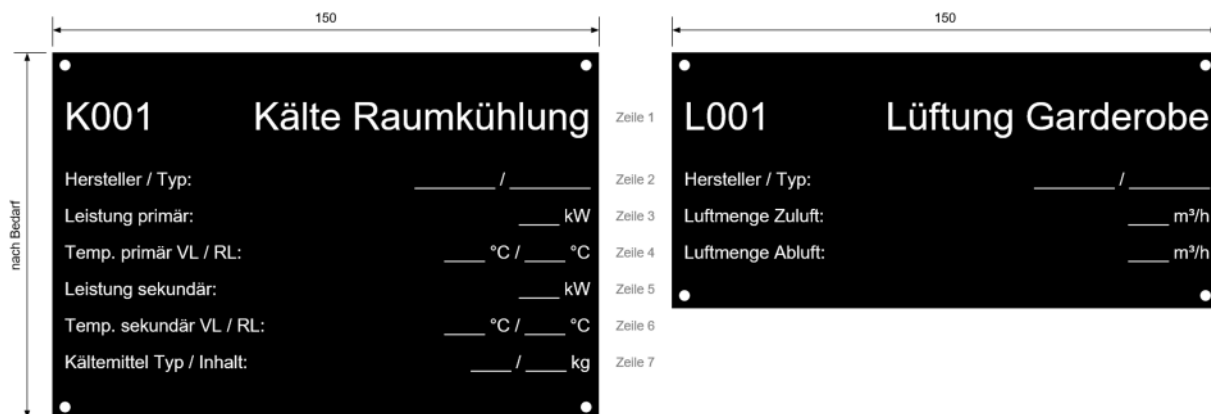 150
150
nach Bedarf
K001 Kälte Raumkühlung
Hersteller / Typ: ________ / ________
Leistung primär: ____ kW
Temp. primär VL / RL: ____ °C / ____ °C
Leistung sekundär: ____ kW
Temp. sekundär VL / RL: ____ °C / ____ °C
Kältemittel Typ / Inhalt: ____ / ____ kg
Zeile 1
Zeile 2
Zeile 3
Zeile 4
Zeile 5
Zeile 6
Zeile 7
L001 Lüftung Garderobe
Hersteller / Typ: ________ / ________
Luftmenge Zuluft: ____ m³/h
Luftmenge Abluft: ____ m³/h